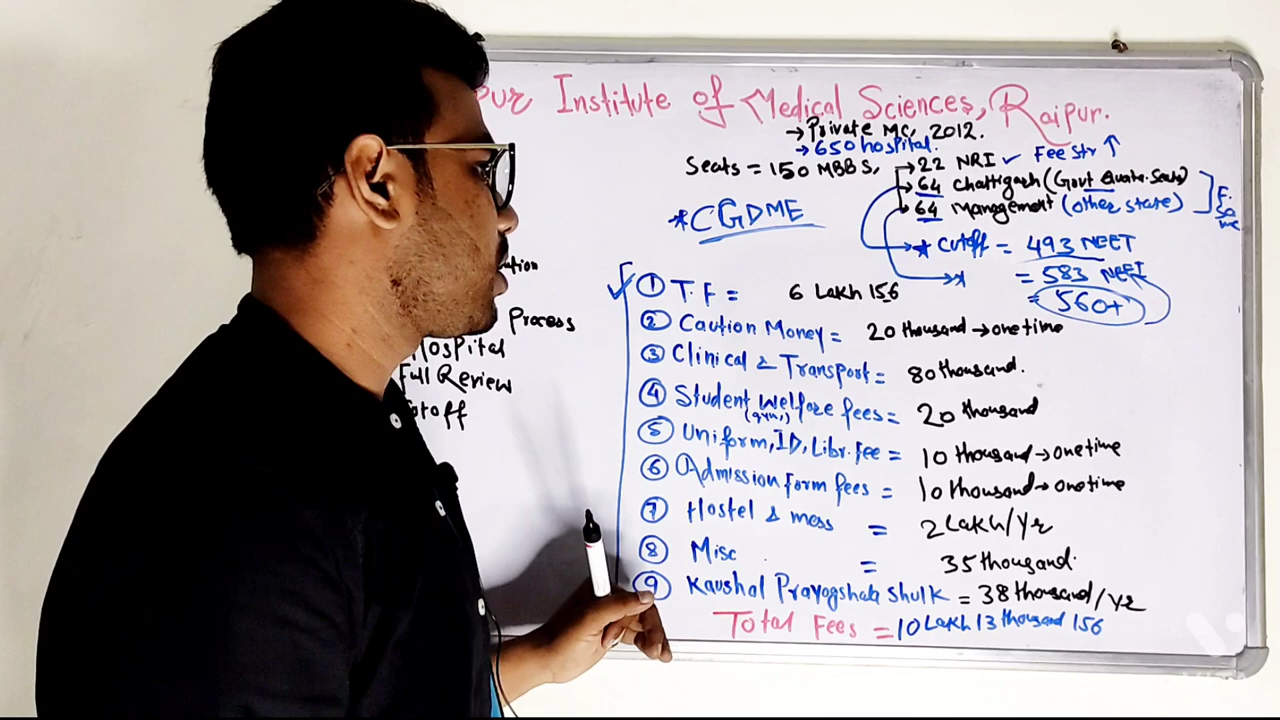 pur Institute of Medical Sciences, Raipur.
→ Private MC, 2012.
→ 650 hospital.
Seats = 150 MBBS, → 22 NRI ✓ Fee Str ↑
→ 64 Chattigarh (Govt Quata Seats)
→ 64 Management (other state)
*CGDME
* Cutoff = 493 NEET
* = 583 NEET
= 560+
① T.F = 6 Lakh 156
② Caution Money = 20 thousand → one time
③ Clinical & Transport = 80 thousand.
④ Student Welfore fees = 20 thousand
(gym,)
⑤ Uniform, ID, Libr. Fee = 10 thousand → one time
⑥ Admission form fees = 10 thousand → one time
⑦ Hostel & mess = 2 Lakh/Yr
⑧ Misc = 35 thousand.
⑨ Kaushal Prayogshala Shulk = 38 thousand/Yr
Total Fees = 10 Lakh 13 thousand 156
Process
Hospital
Full Review